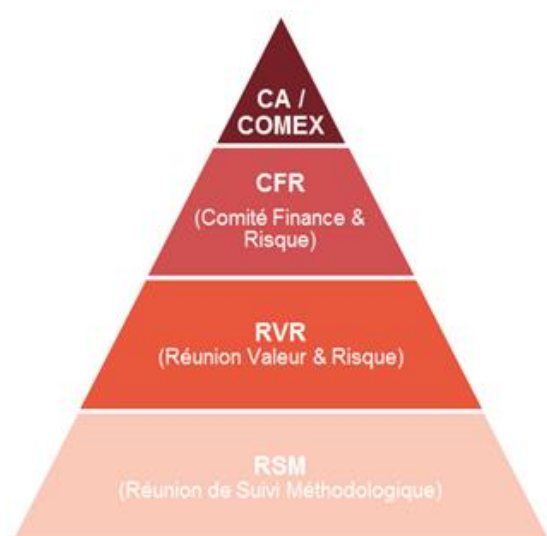 CA /
COMEX
CFR
(Comité Finance &
Risque)
RVR
(Réunion Valeur & Risque)
RSM
(Réunion de Suivi Méthodologique)